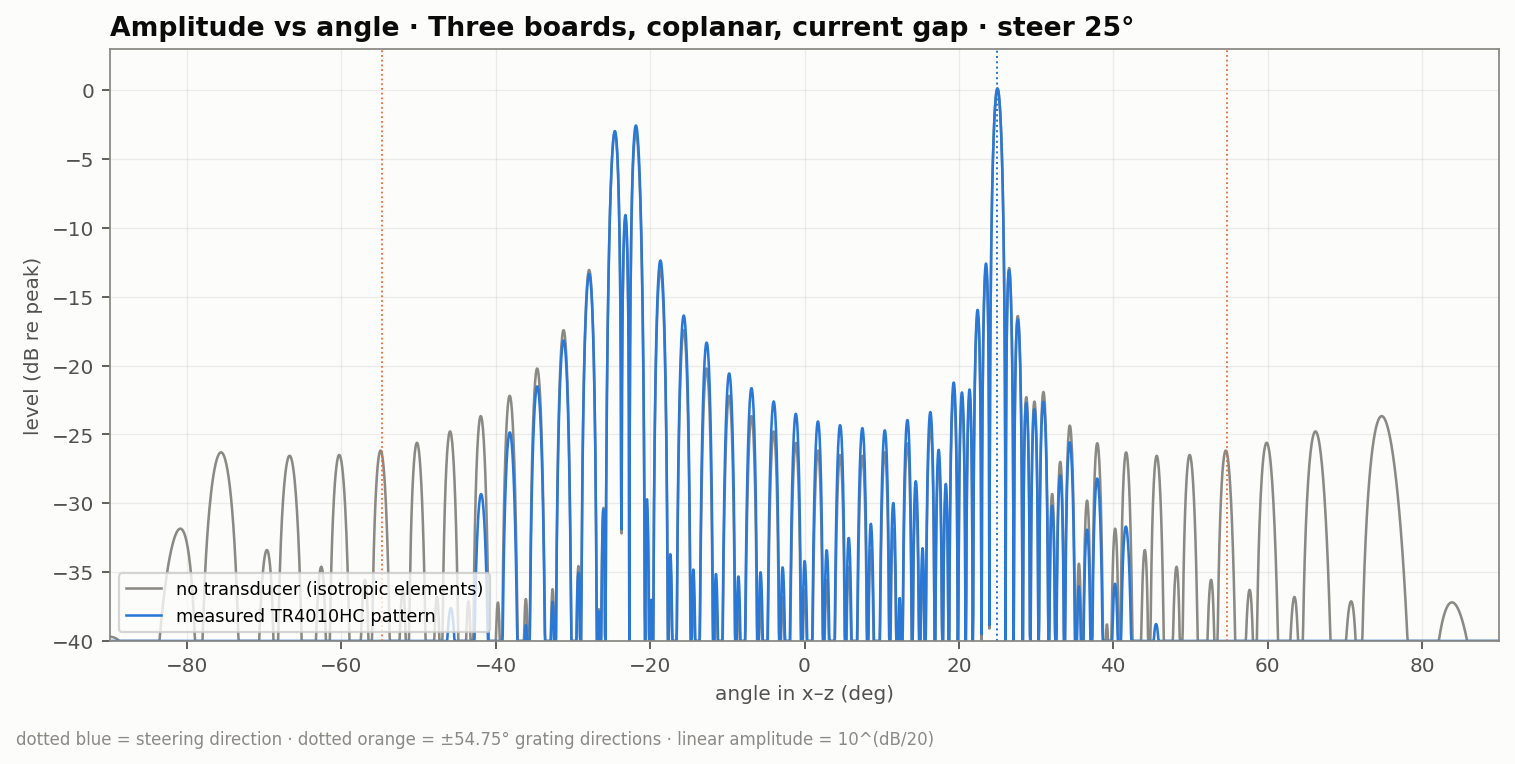 Amplitude vs angle · Three boards, coplanar, current gap · steer 25°
level (dB re peak)
0
−5
−10
−15
−20
−25
−30
−35
−40
no transducer (isotropic elements)
measured TR4010HC pattern
−80 −60 −40 −20 0 20 40 60 80
angle in x–z (deg)
dotted blue = steering direction · dotted orange = ±54.75° grating directions · linear amplitude = 10^(dB/20)